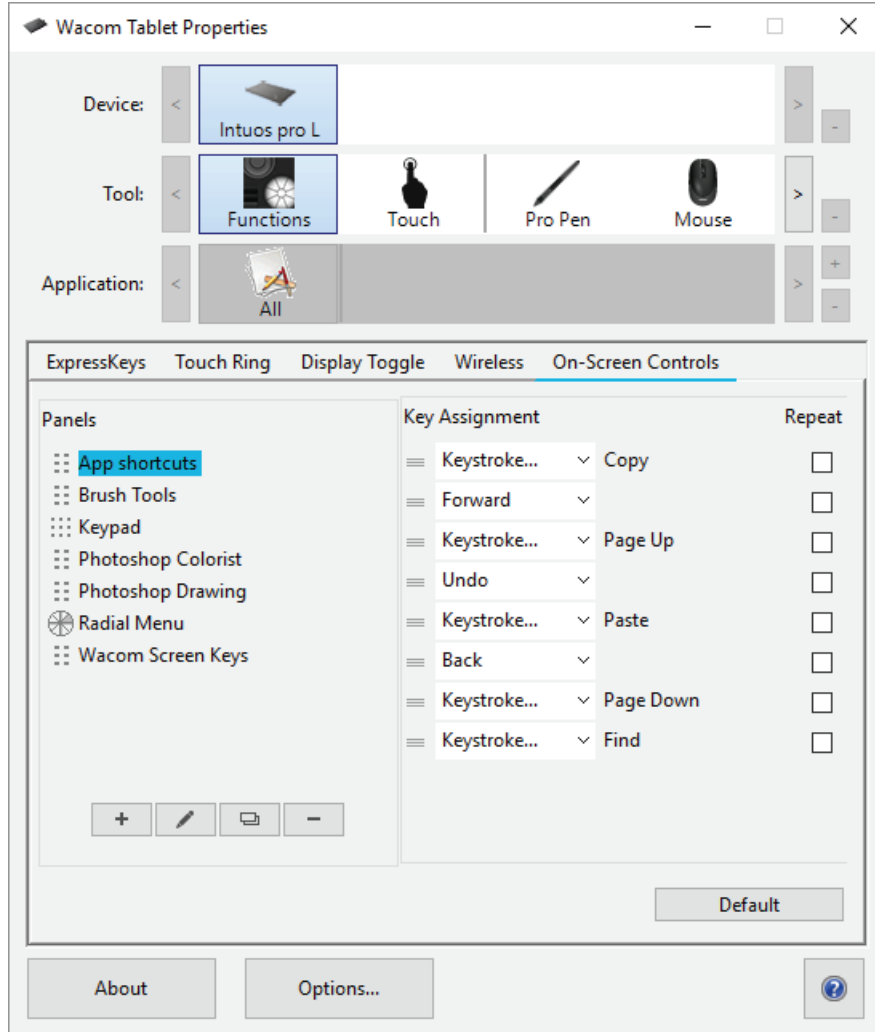 Wacom Tablet Properties
Device:
<
Intuos pro L
>
-
Tool:
<
Functions
Touch
Pro Pen
Mouse
>
-
Application:
<
All
>
+
-
ExpressKeys Touch Ring Display Toggle Wireless On-Screen Controls
Panels
App shortcuts
Brush Tools
Keypad
Photoshop Colorist
Photoshop Drawing
Radial Menu
Wacom Screen Keys
+ −
Key Assignment Repeat
Keystroke... Copy
Forward
Keystroke... Page Up
Undo
Keystroke... Paste
Back
Keystroke... Page Down
Keystroke... Find
Default
About Options... ?